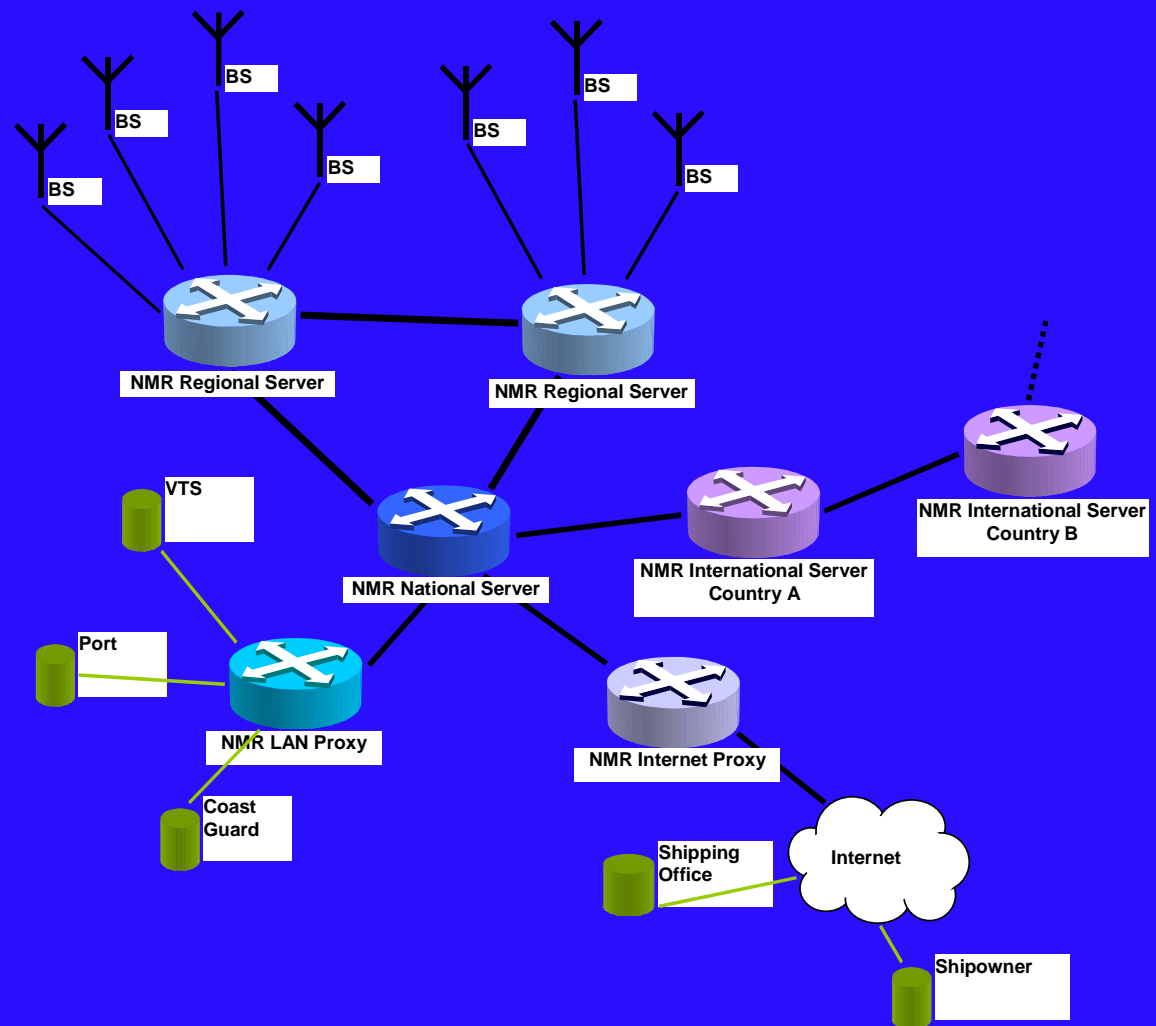 BS
BS
BS
BS
BS
BS
BS
NMR Regional Server
NMR Regional Server
VTS
NMR International Server
Country B
NMR National Server
NMR International Server
Country A
Port
NMR LAN Proxy
NMR Internet Proxy
Coast
Guard
Shipping
Office
Internet
Shipowner